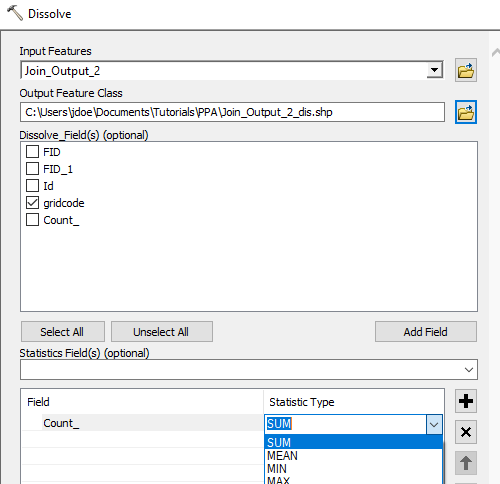 Dissolve
Input Features
Join_Output_2
Output Feature Class
C:\Users\jdoe\Documents\Tutorials\PPA\Join_Output_2_dis.shp
Dissolve_Field(s) (optional)
FID
FID_1
Id
gridcode
Count_
Select All Unselect All Add Field
Statistics Field(s) (optional)
Field Statistic Type
Count_ SUM
SUM
MEAN
MIN
MAX